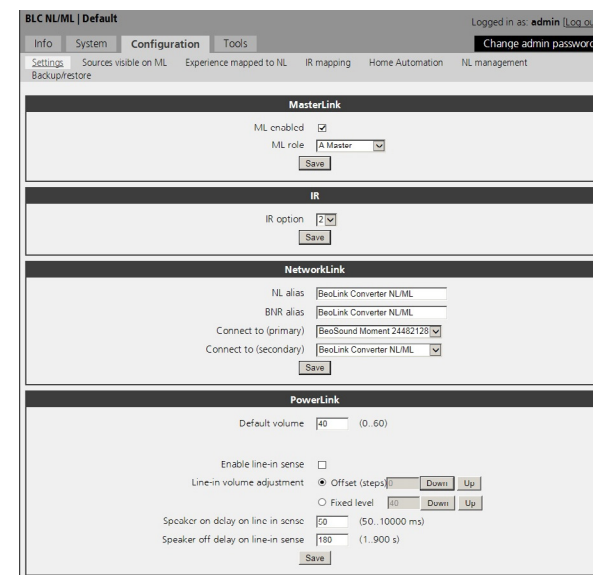 BLC NL/ML | Default
Logged in as: admin [Log ou
Info System Configuration Tools Change admin password
Settings Sources visible on ML Experience mapped to NL IR mapping Home Automation NL management
Backup/restore
MasterLink
ML enabled
ML role A Master
Save
IR
IR option 2
Save
NetworkLink
NL alias BeoLink Converter NL/ML
BNR alias BeoLink Converter NL/ML
Connect to (primary) BeoSound Moment 24482128
Connect to (secondary) BeoLink Converter NL/ML
Save
PowerLink
Default volume 40 (0..60)
Enable line-in sense
Line-in volume adjustment Offset (steps) 0 Down Up
Fixed level 40 Down Up
Speaker on delay on line in sense 50 (50..10000 ms)
Speaker off delay on line-in sense 180 (1..900 s)
Save